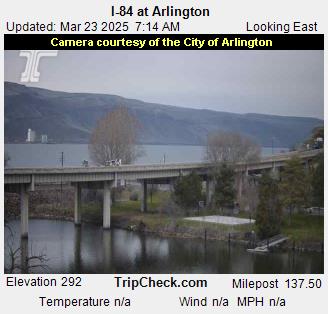 I-84 at Arlington
Updated: Mar 23 2025 7:14 AM Looking East
Camera courtesy of the City of Arlington
Elevation 292 TripCheck.com Milepost 137.50
Temperature n/a Wind n/a MPH n/a